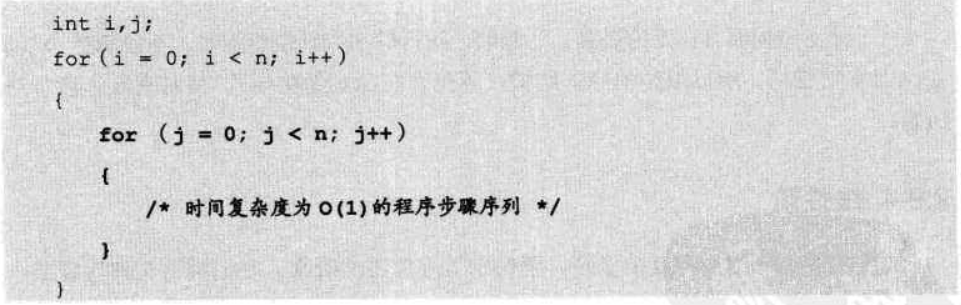 int i,j;
for(i = 0; i < n; i++)
{
for (j = 0; j < n; j++)
{
/* 时间复杂度为O(1)的程序步骤序列 */
}
}